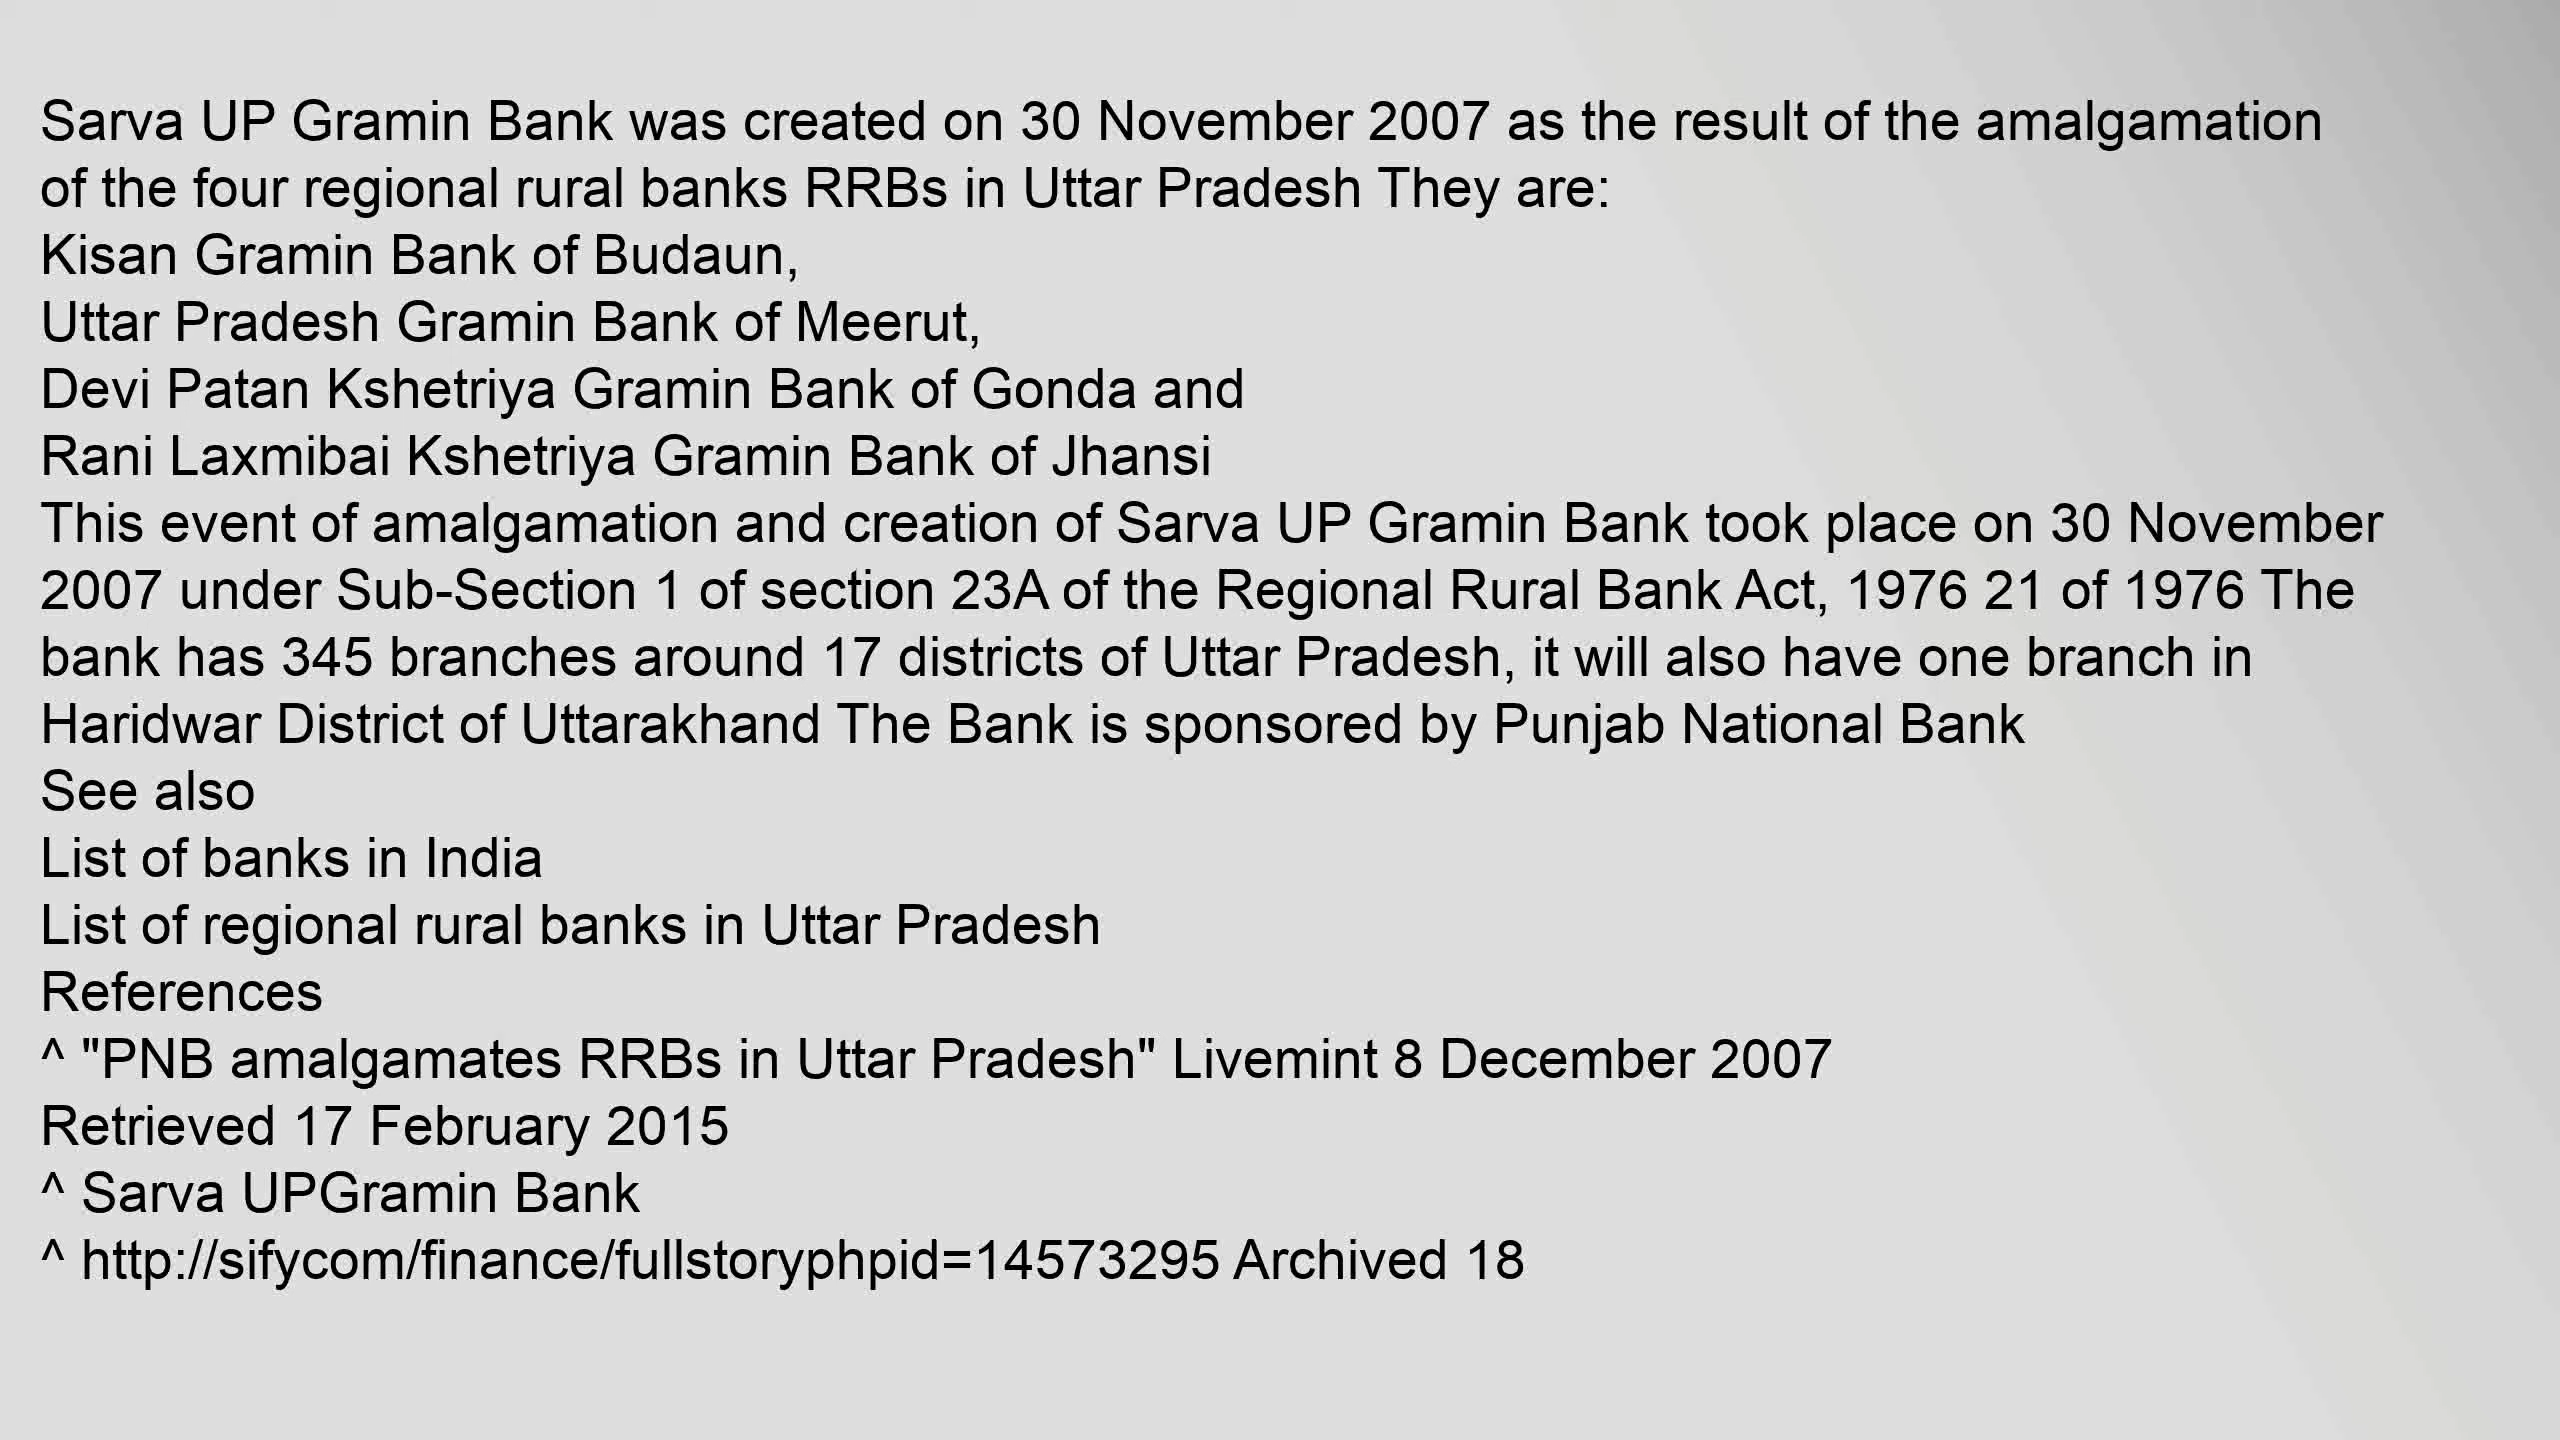 Sarva UP Gramin Bank was created on 30 November 2007 as the result of the amalgamation
of the four regional rural banks RRBs in Uttar Pradesh They are:
Kisan Gramin Bank of Budaun,
Uttar Pradesh Gramin Bank of Meerut,
Devi Patan Kshetriya Gramin Bank of Gonda and
Rani Laxmibai Kshetriya Gramin Bank of Jhansi
This event of amalgamation and creation of Sarva UP Gramin Bank took place on 30 November
2007 under Sub-Section 1 of section 23A of the Regional Rural Bank Act, 1976 21 of 1976 The
bank has 345 branches around 17 districts of Uttar Pradesh, it will also have one branch in
Haridwar District of Uttarakhand The Bank is sponsored by Punjab National Bank
See also
List of banks in India
List of regional rural banks in Uttar Pradesh
References
^ "PNB amalgamates RRBs in Uttar Pradesh" Livemint 8 December 2007
Retrieved 17 February 2015
^ Sarva UPGramin Bank
^ http://sifycom/finance/fullstoryphpid=14573295 Archived 18